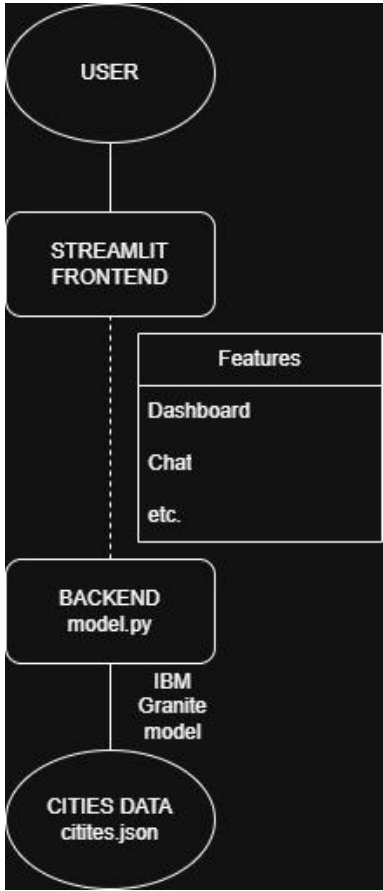 USER
STREAMLIT
FRONTEND
Features
Dashboard
Chat
etc.
BACKEND
model.py
IBM
Granite
model
CITIES DATA
citites.json